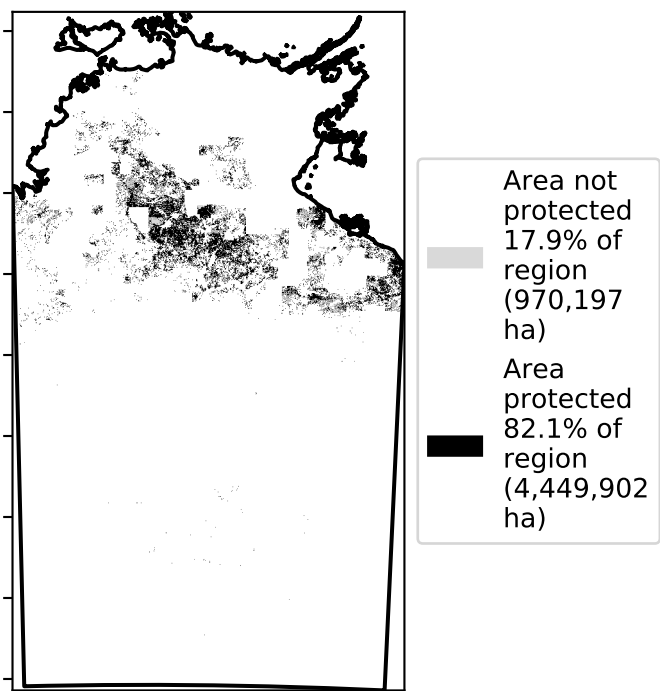 Area not
protected
17.9% of
region
(970,197
ha)
Area
protected
82.1% of
region
(4,449,902
ha)